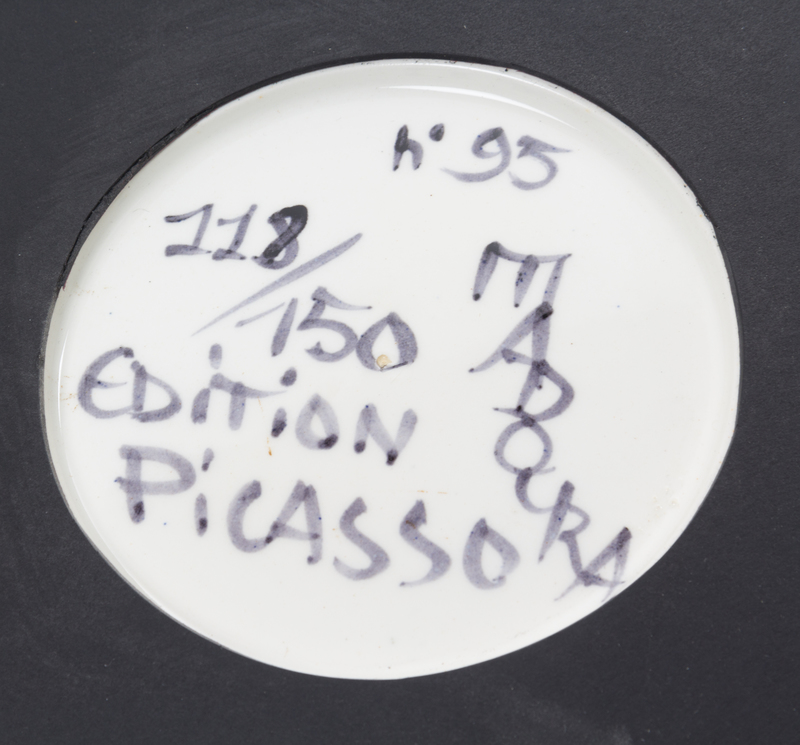 n° 95
118/150
EDiTiON
PiCASSO
MADOURA